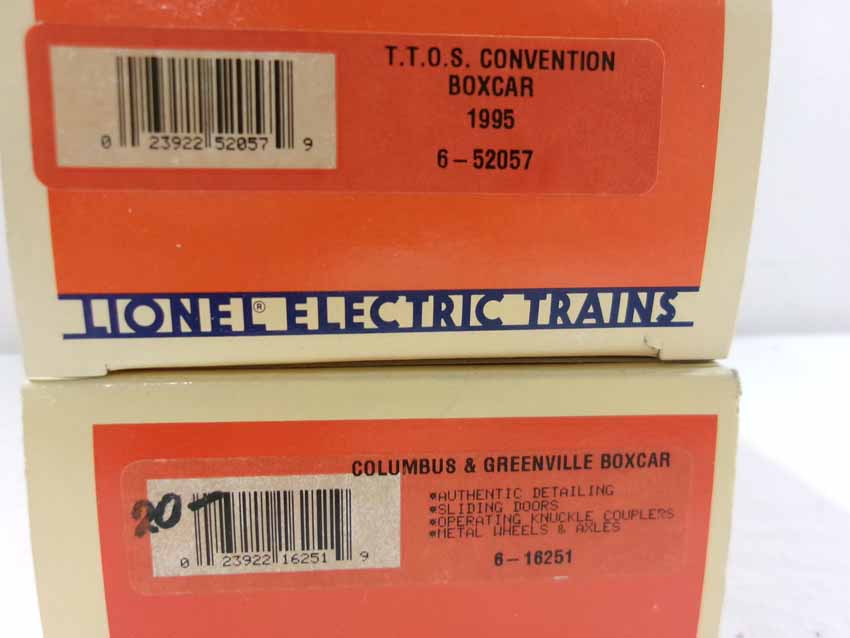 T.T.O.S. CONVENTION
BOXCAR
1995
6-52057
0 23922 52057 9
LIONEL® ELECTRIC TRAINS
COLUMBUS & GREENVILLE BOXCAR
*AUTHENTIC DETAILING
*SLIDING DOORS
*OPERATING KNUCKLE COUPLERS
*METAL WHEELS & AXLES
6-16251
20-
0 23922 16251 9